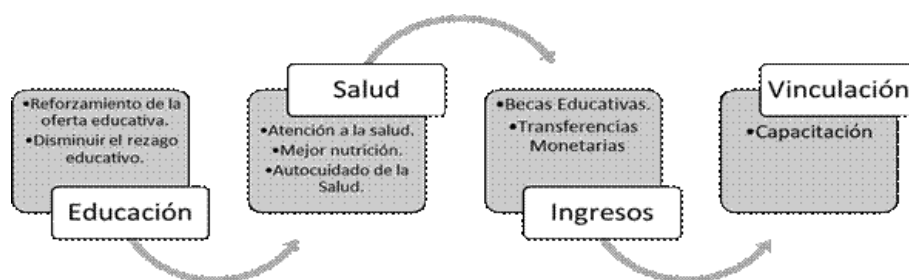 •Reforzamiento de la
oferta educativa.
•Disminuir el rezago
educativo.
Educación
Salud
•Atención a la salud.
•Mejor nutrición.
•Autocuidado de la
Salud.
•Becas Educativas.
•Transferencias
Monetarias
Ingresos
Vinculación
•Capacitación